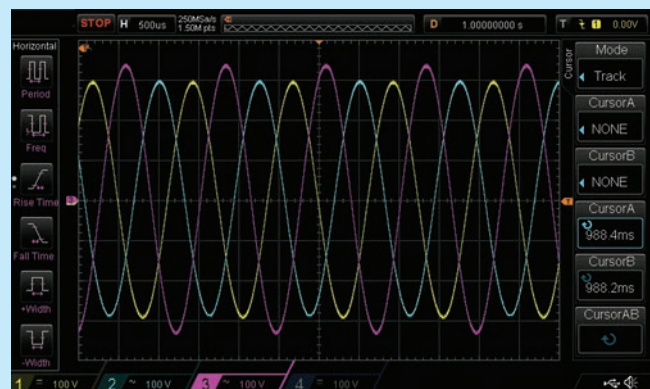 STOP H 500us 250MSa/s 1.50M pts D 1.00000000 s T 1 0.00V
Horizontal
Period
Freq
Rise Time
Fall Time
+Width
-Width
Cursor
Mode
Track
CursorA
NONE
CursorB
NONE
CursorA
988.4ms
CursorB
988.2ms
CursorAB
T
1 = 100 V 2 ~ 100 V 3 ~ 100 V 4 = 100 V